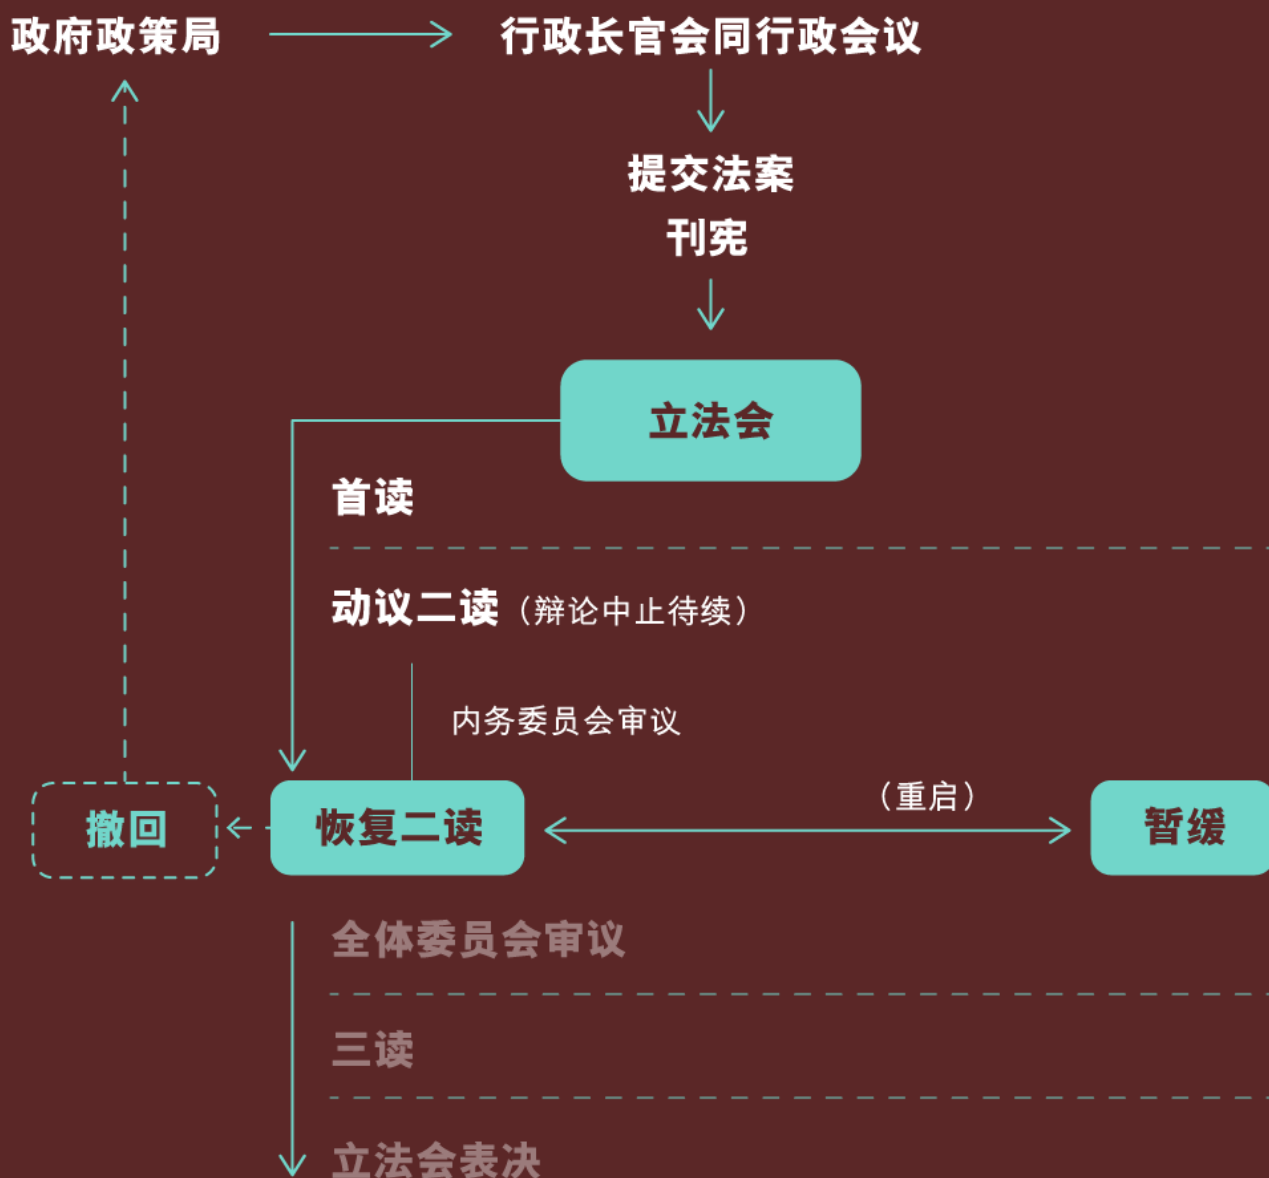 政府政策局
行政长官会同行政会议
提交法案
刊宪
立法会
首读
动议二读（辩论中止待续）
内务委员会审议
（重启）
撤回
恢复二读
暂缓
全体委员会审议
三读
立法会表决